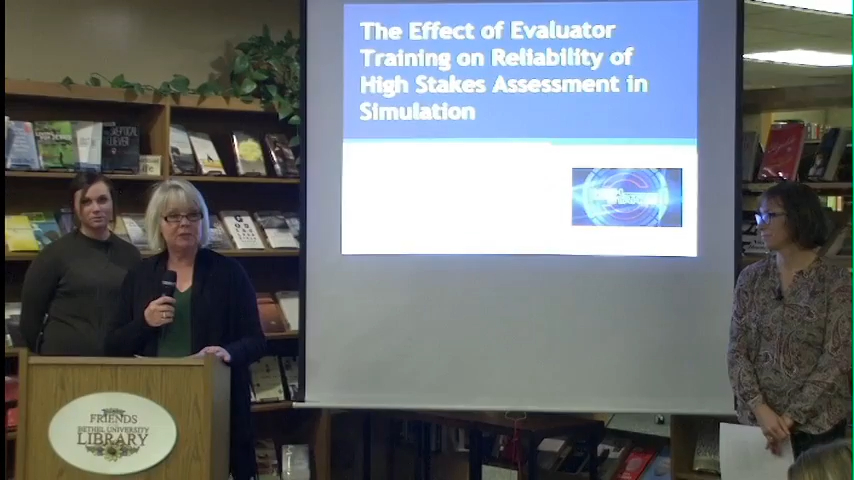 The Effect of Evaluator
Training on Reliability of
High Stakes Assessment in
Simulation
FRIENDS
BETHEL UNIVERSITY
LIBRARY